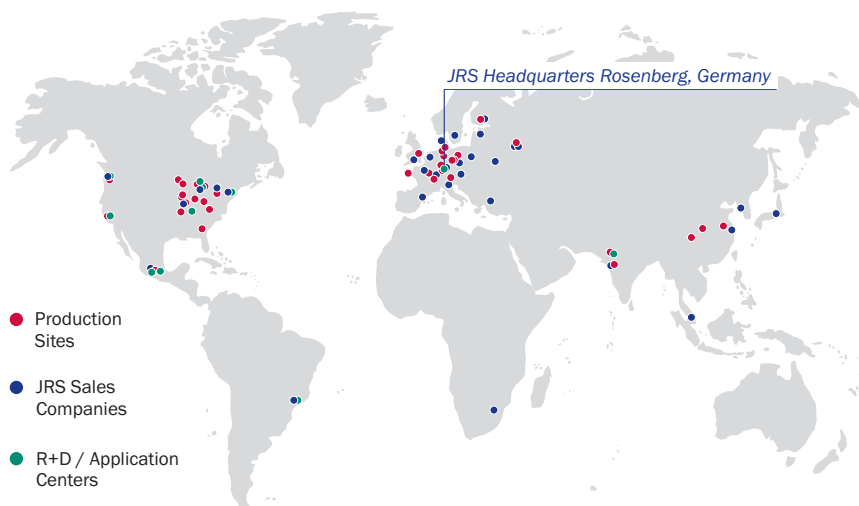 JRS Headquarters Rosenberg, Germany
Production
Sites
JRS Sales
Companies
R+D / Application
Centers